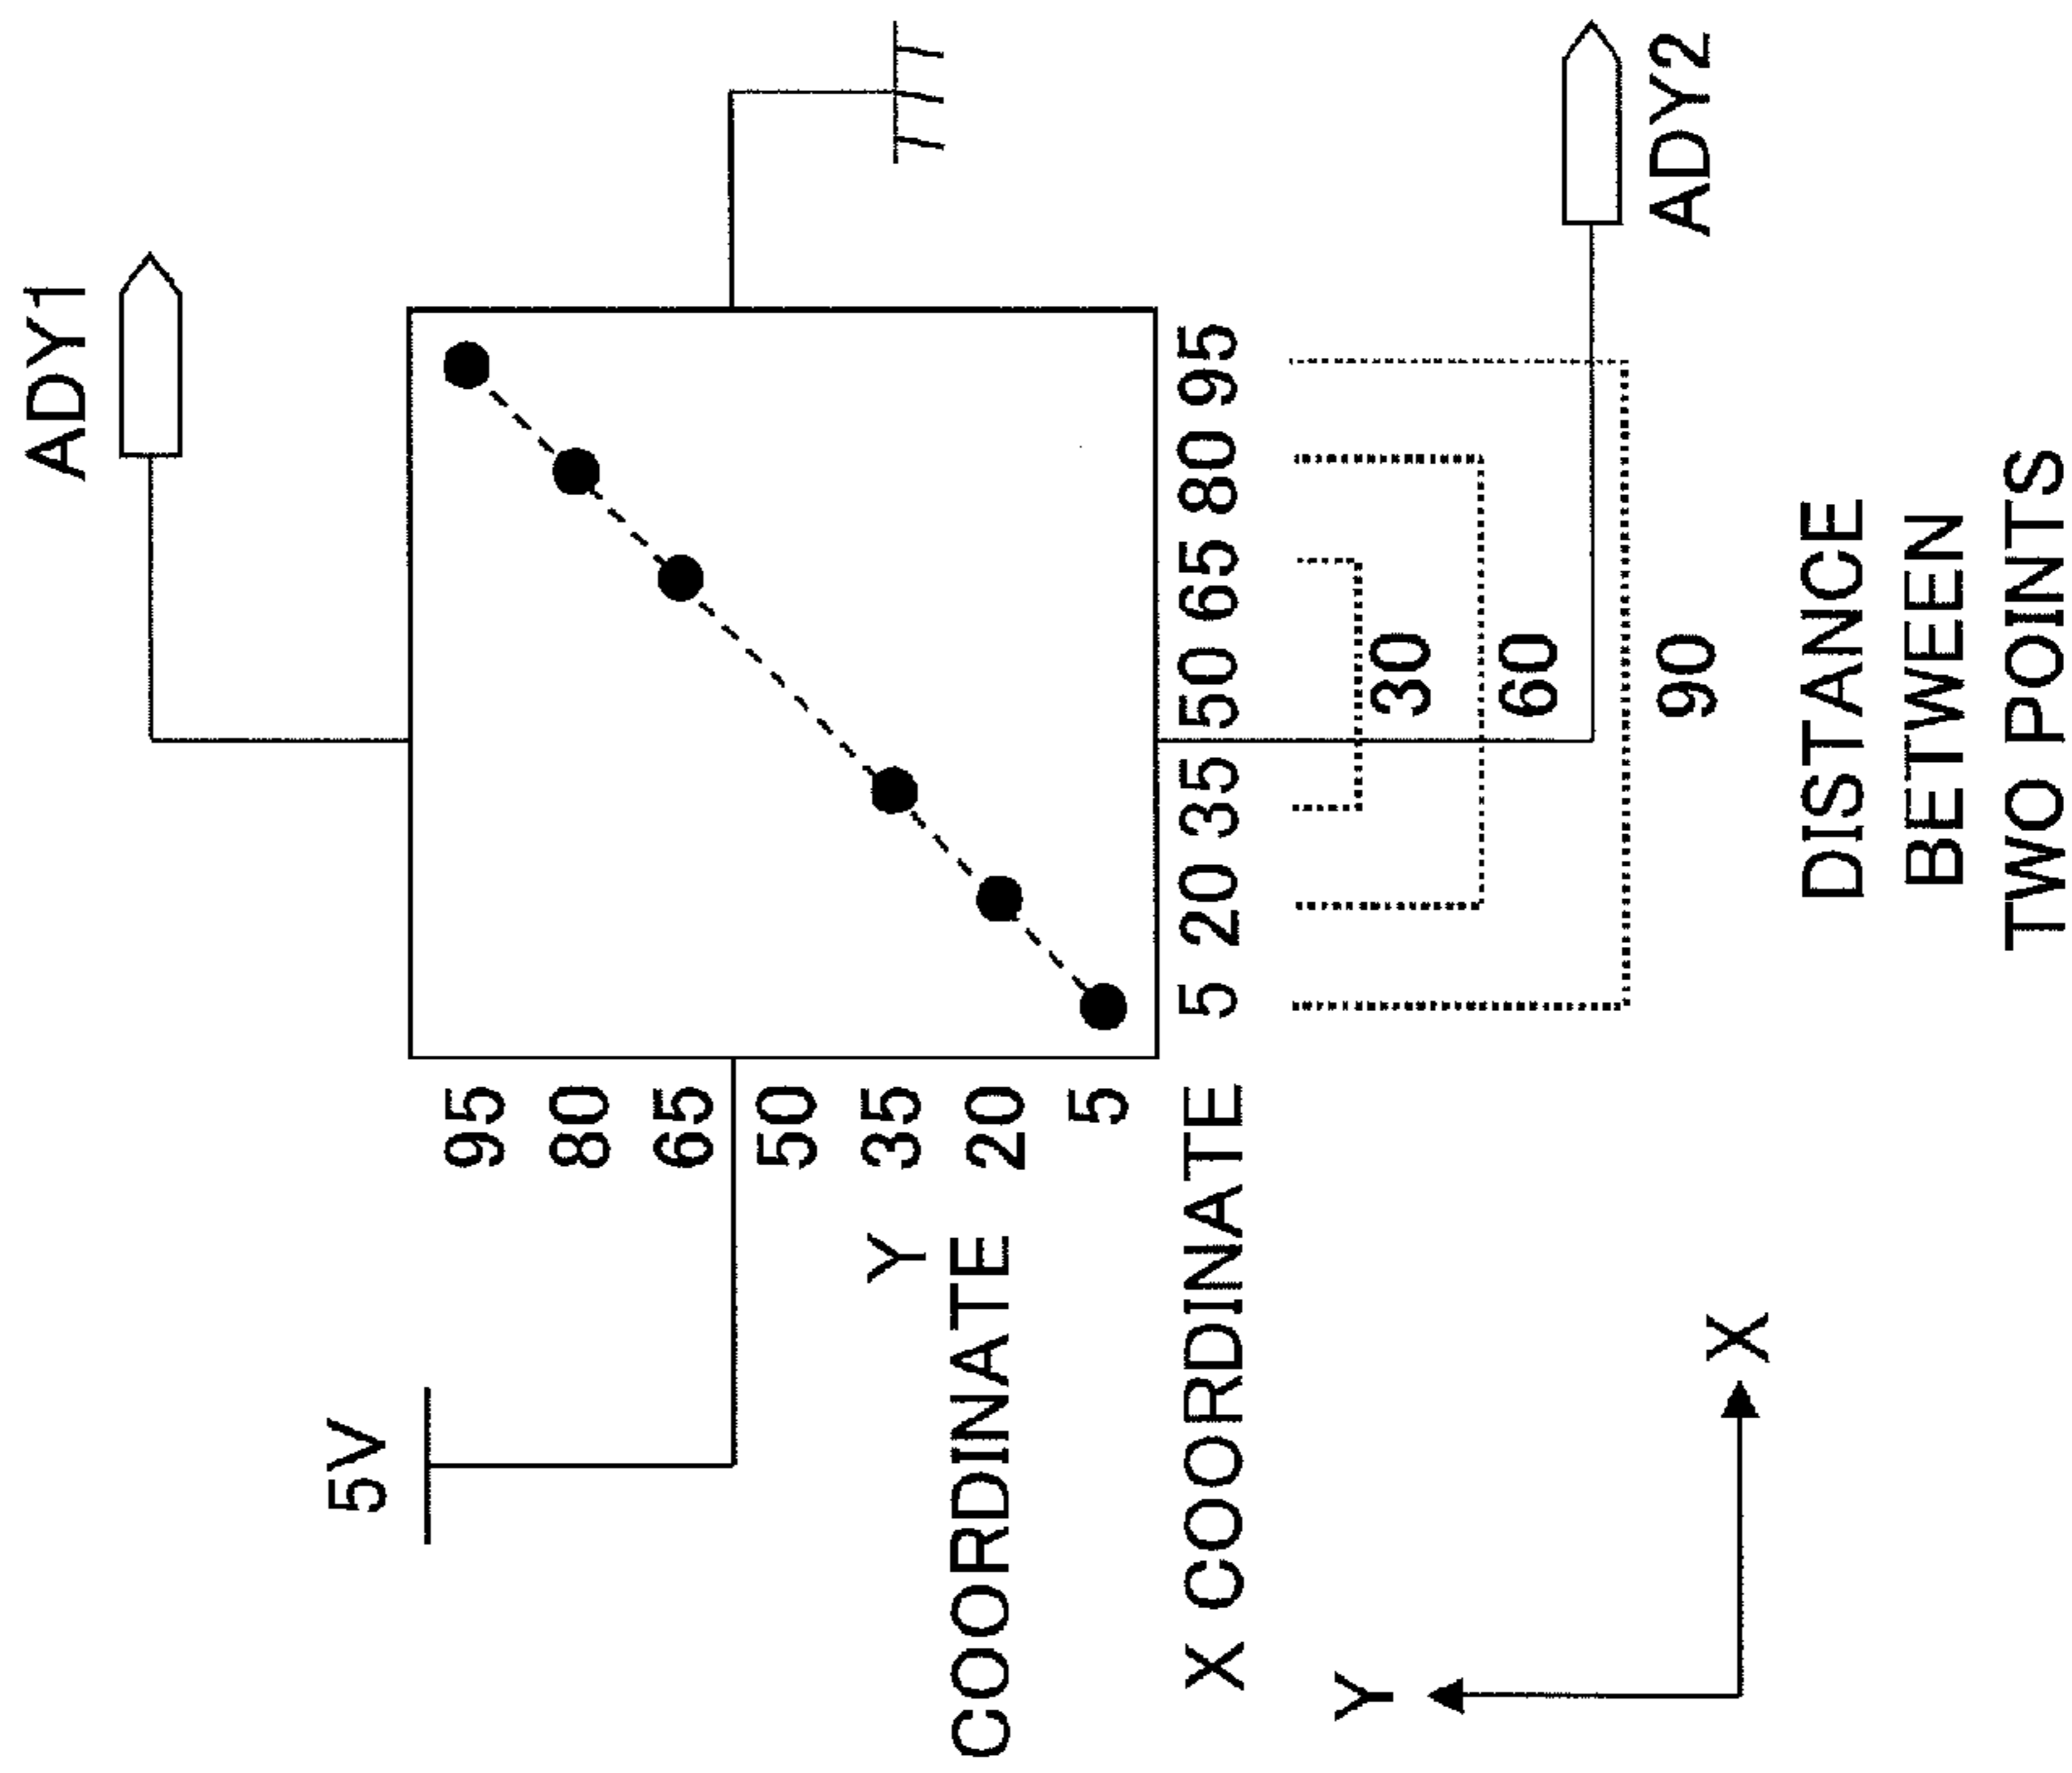 ADY1
5V
95
80
65
50
Y 35
COORDINATE 20
5
X COORDINATE 5 20 35 50 65 80 95
Y
30
60
90
ADY2
X
DISTANCE
BETWEEN
TWO POINTS